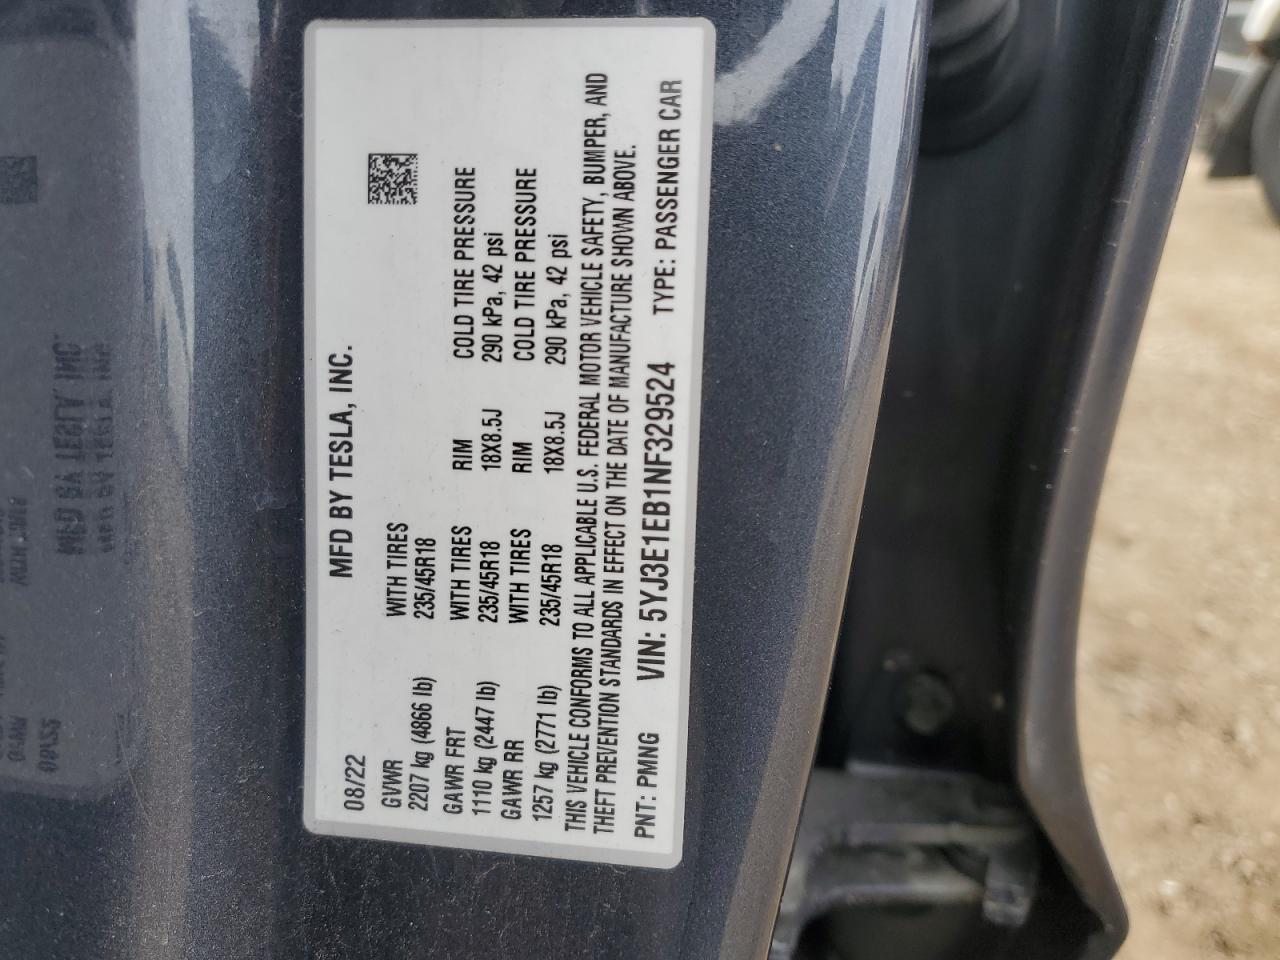 MFD BY TESLA, INC.
08/22
GVWR WITH TIRES
2207 kg (4866 lb) 235/45R18
GAWR FRT WITH TIRES RIM COLD TIRE PRESSURE
1110 kg (2447 lb) 235/45R18 18X8.5J 290 kPa, 42 psi
GAWR RR WITH TIRES RIM COLD TIRE PRESSURE
1257 kg (2771 lb) 235/45R18 18X8.5J 290 kPa, 42 psi
THIS VEHICLE CONFORMS TO ALL APPLICABLE U.S. FEDERAL MOTOR VEHICLE SAFETY, BUMPER, AND
THEFT PREVENTION STANDARDS IN EFFECT ON THE DATE OF MANUFACTURE SHOWN ABOVE.
PNT: PMNG VIN: 5YJ3E1EB1NF329524 TYPE: PASSENGER CAR